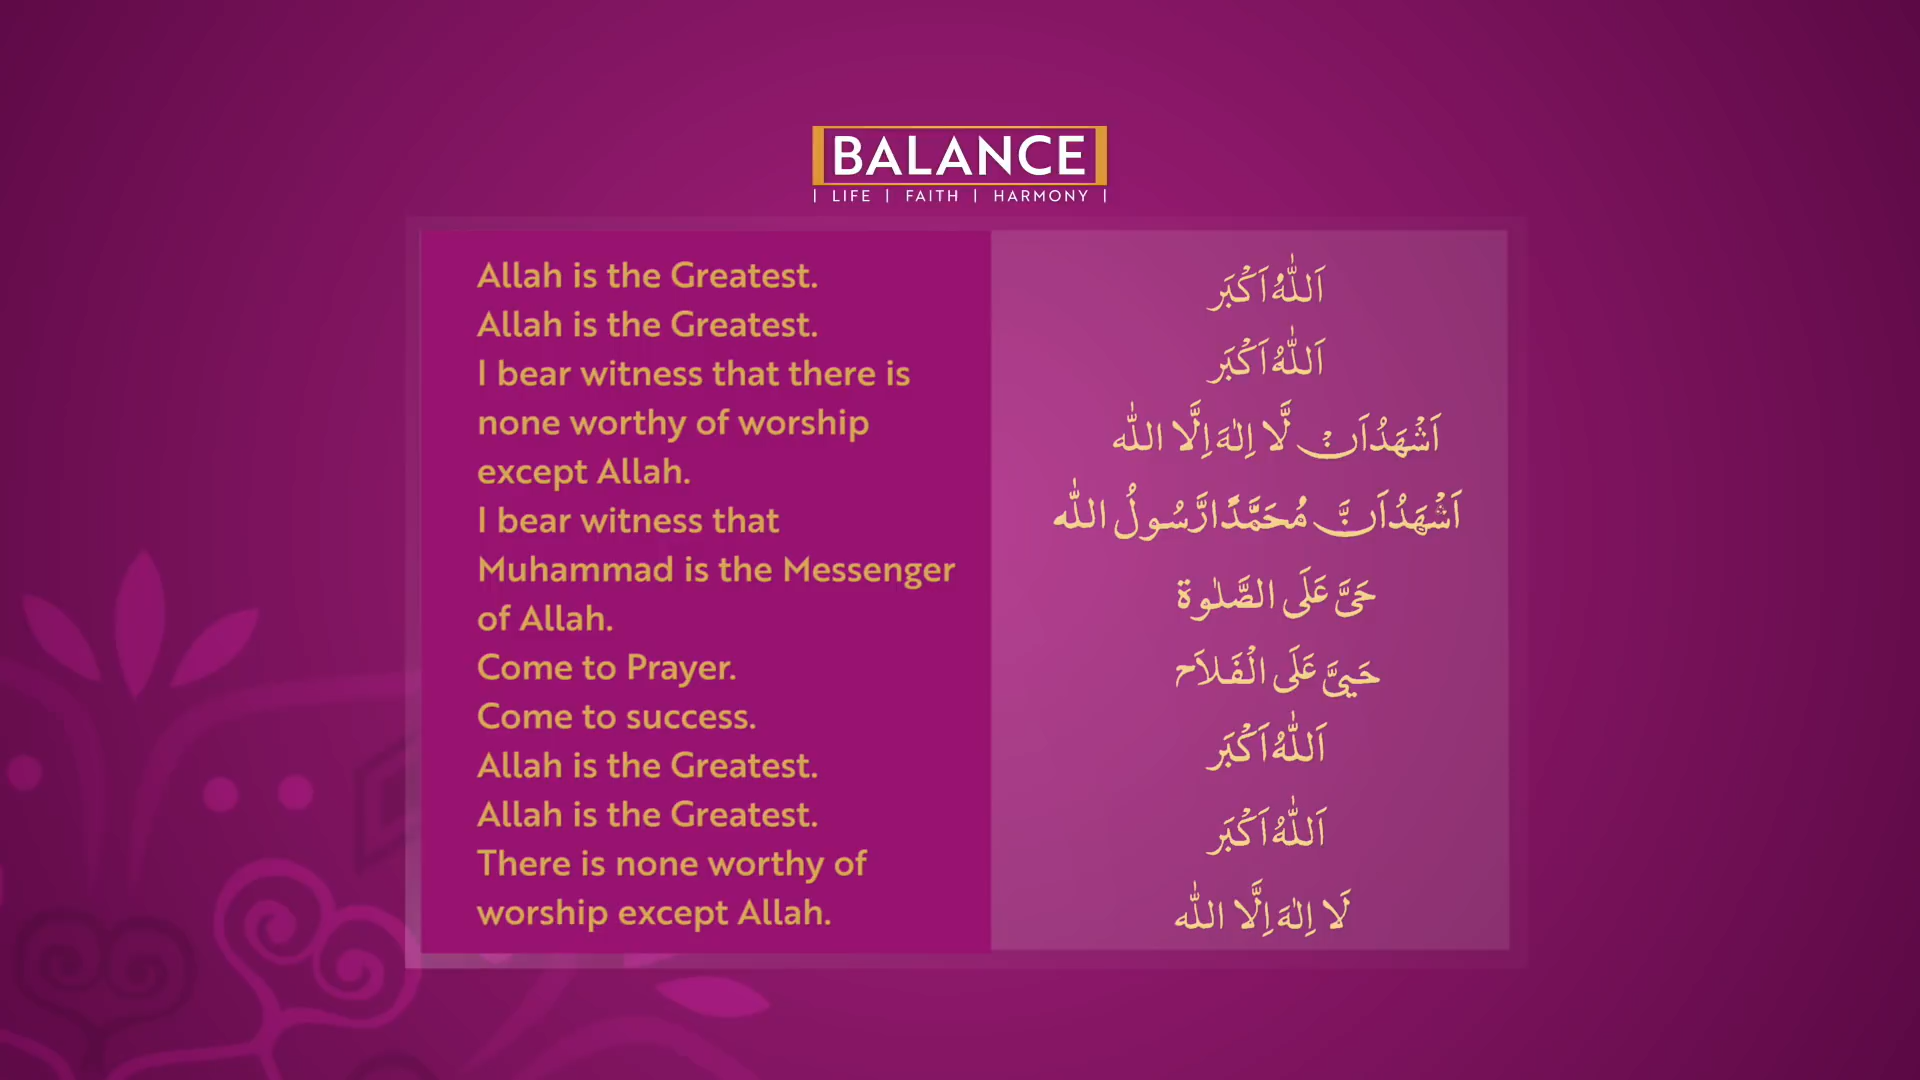 BALANCE
| LIFE | FAITH | HARMONY |
Allah is the Greatest.
Allah is the Greatest.
I bear witness that there is
none worthy of worship
except Allah.
I bear witness that
Muhammad is the Messenger
of Allah.
Come to Prayer.
Come to success.
Allah is the Greatest.
Allah is the Greatest.
There is none worthy of
worship except Allah.
اَللّٰهُ اَكْبَر
اَللّٰهُ اَكْبَر
اَشْهَدُ اَنْ لَّا اِلٰهَ اِلَّا اللّٰه
اَشْهَدُ اَنَّ مُحَمَّدًا رَّسُولُ اللّٰه
حَیَّ عَلَی الصَّلٰوة
حَیَّ عَلَی الْفَلاَح
اَللّٰهُ اَكْبَر
اَللّٰهُ اَكْبَر
لَا اِلٰهَ اِلَّا اللّٰه